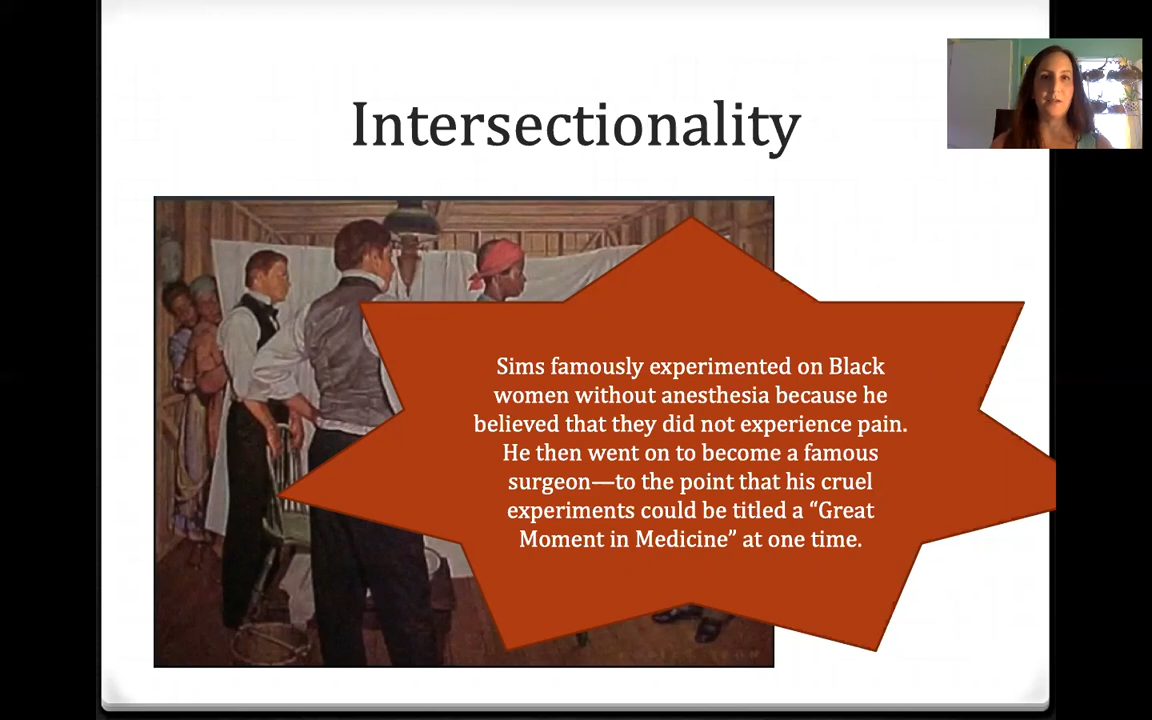 Intersectionality
Sims famously experimented on Black
women without anesthesia because he
believed that they did not experience pain.
He then went on to become a famous
surgeon—to the point that his cruel
experiments could be titled a “Great
Moment in Medicine” at one time.